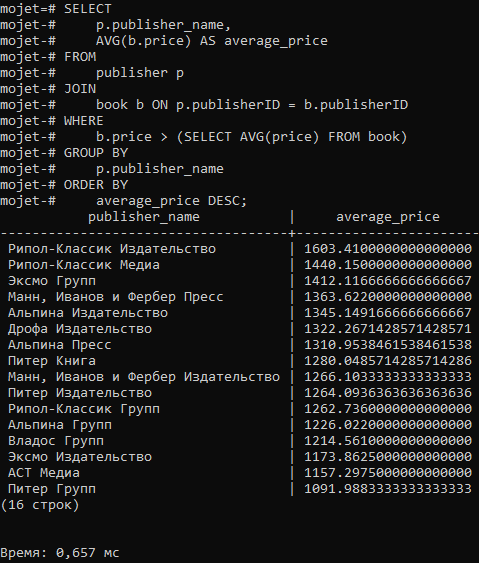 mojet=# SELECT
mojet-#     p.publisher_name,
mojet-#     AVG(b.price) AS average_price
mojet-# FROM
mojet-#     publisher p
mojet-# JOIN
mojet-#     book b ON p.publisherID = b.publisherID
mojet-# WHERE
mojet-#     b.price > (SELECT AVG(price) FROM book)
mojet-# GROUP BY
mojet-#     p.publisher_name
mojet-# ORDER BY
mojet-#     average_price DESC;
           publisher_name            |     average_price
-------------------------------------+-----------------------
 Рипол-Классик Издательство          | 1603.4100000000000000
 Рипол-Классик Медиа                 | 1440.1500000000000000
 Эксмо Групп                         | 1412.1166666666666667
 Манн, Иванов и Фербер Пресс         | 1363.6220000000000000
 Альпина Издательство                | 1345.1491666666666667
 Дрофа Издательство                  | 1322.2671428571428571
 Альпина Пресс                       | 1310.9538461538461538
 Питер Книга                         | 1280.0485714285714286
 Манн, Иванов и Фербер Издательство | 1266.1033333333333333
 Питер Издательство                  | 1264.0936363636363636
 Рипол-Классик Групп                 | 1262.7360000000000000
 Альпина Групп                       | 1226.0220000000000000
 Владос Групп                        | 1214.5610000000000000
 Эксмо Издательство                  | 1173.8625000000000000
 АСТ Медиа                           | 1157.2975000000000000
 Питер Групп                         | 1091.9883333333333333
(16 строк)
Время: 0,657 мс